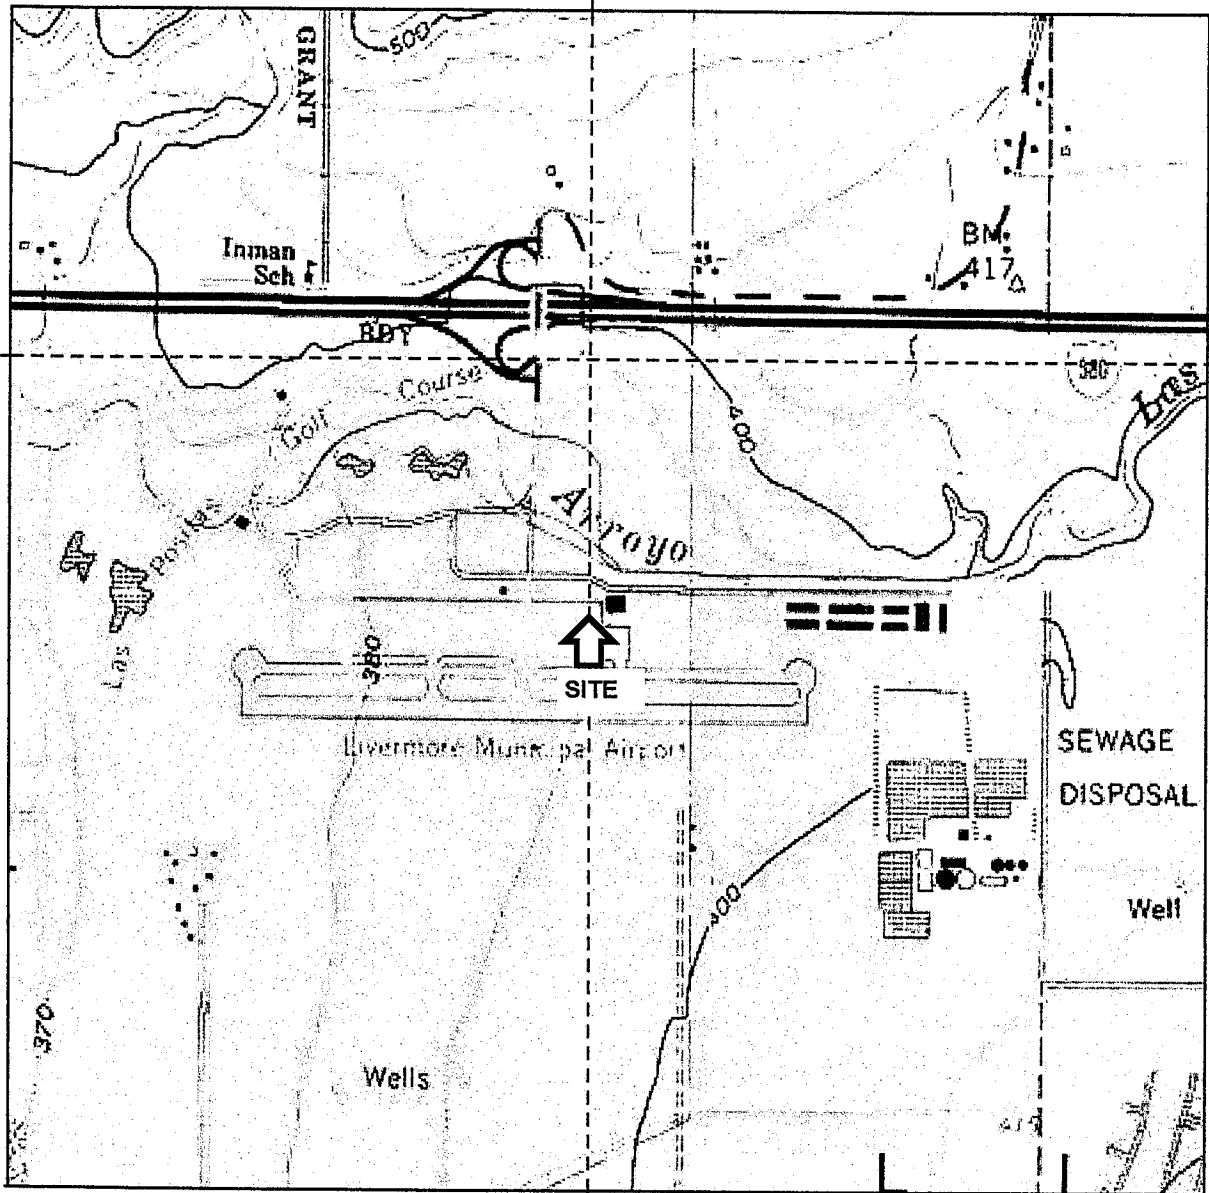 GRANT
500
Inman
Sch
BM
417
BDY
580
Las
Golf Course
400
Arroyo
Las Positas
380
SITE
Livermore Municipal Airport
SEWAGE
DISPOSAL
400
Well
370
Wells